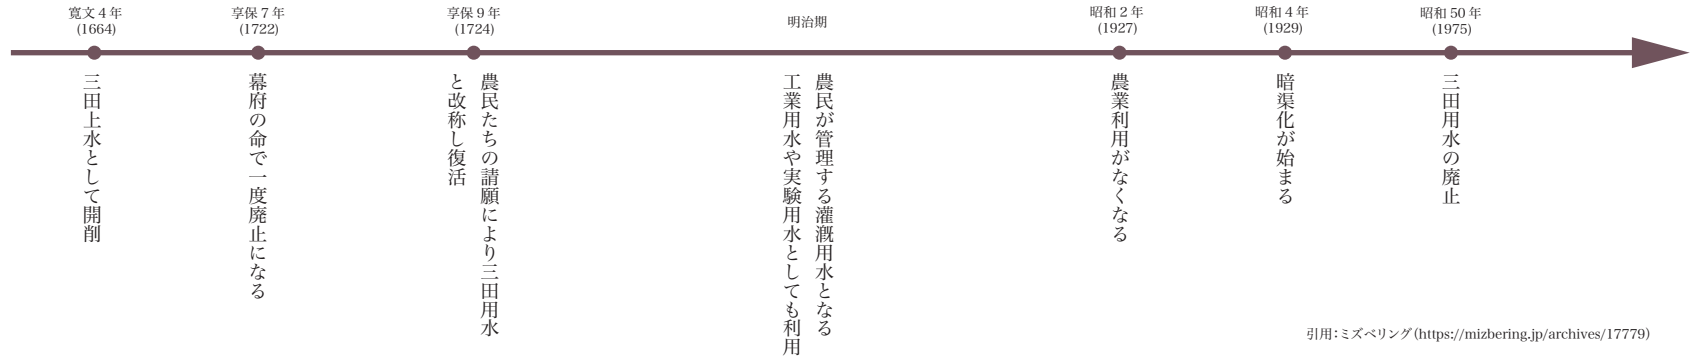 寛文4年
(1664)
三田上水として開削
享保7年
(1722)
幕府の命で一度廃止になる
享保9年
(1724)
農民たちの請願により三田用水
と改称し復活
明治期
農民が管理する灌漑用水となる
工業用水や実験用水としても利用
昭和2年
(1927)
農業利用がなくなる
昭和4年
(1929)
暗渠化が始まる
昭和50年
(1975)
三田用水の廃止
引用：ミズベリング（https://mizbering.jp/archives/17779）